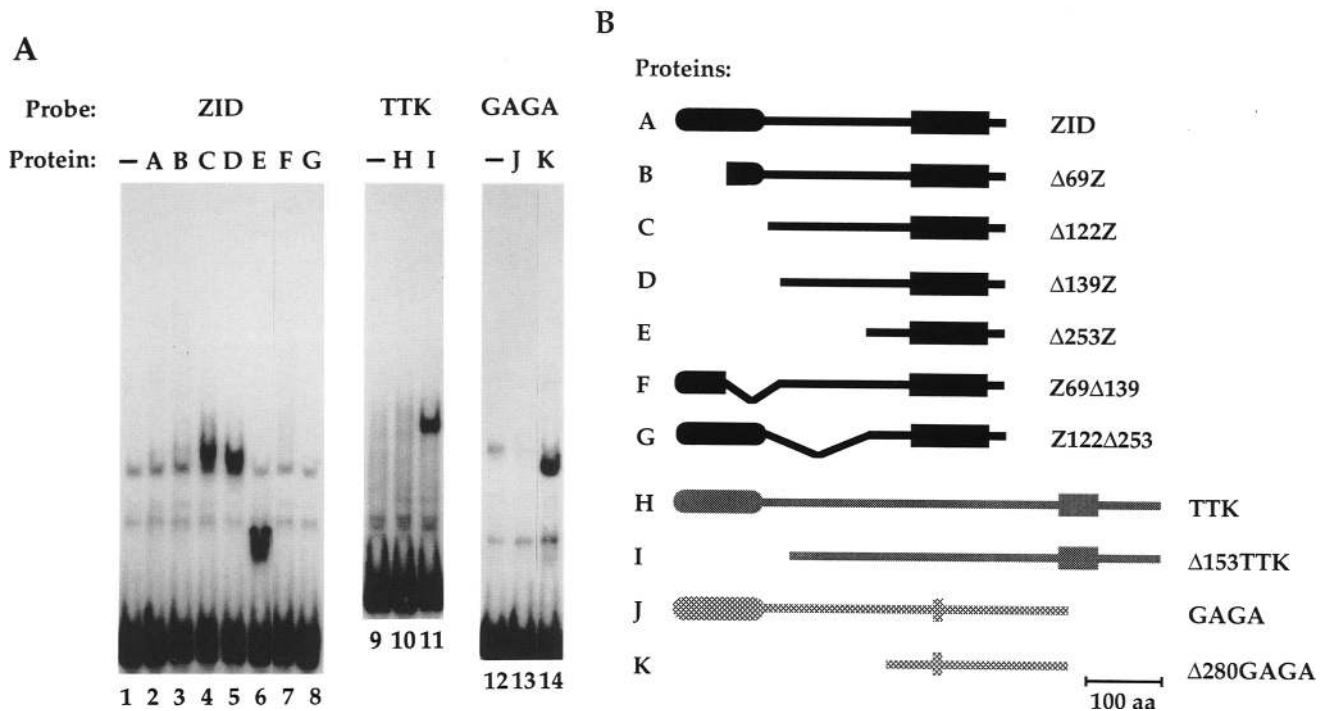 A
Probe: ZID TTK GAGA
Protein: – A B C D E F G – H I – J K
1 2 3 4 5 6 7 8
9 10 11
12 13 14
B
Proteins:
A ZID
B Δ69Z
C Δ122Z
D Δ139Z
E Δ253Z
F Z69Δ139
G Z122Δ253
H TTK
I Δ153TTK
J GAGA
K Δ280GAGA
100 aa